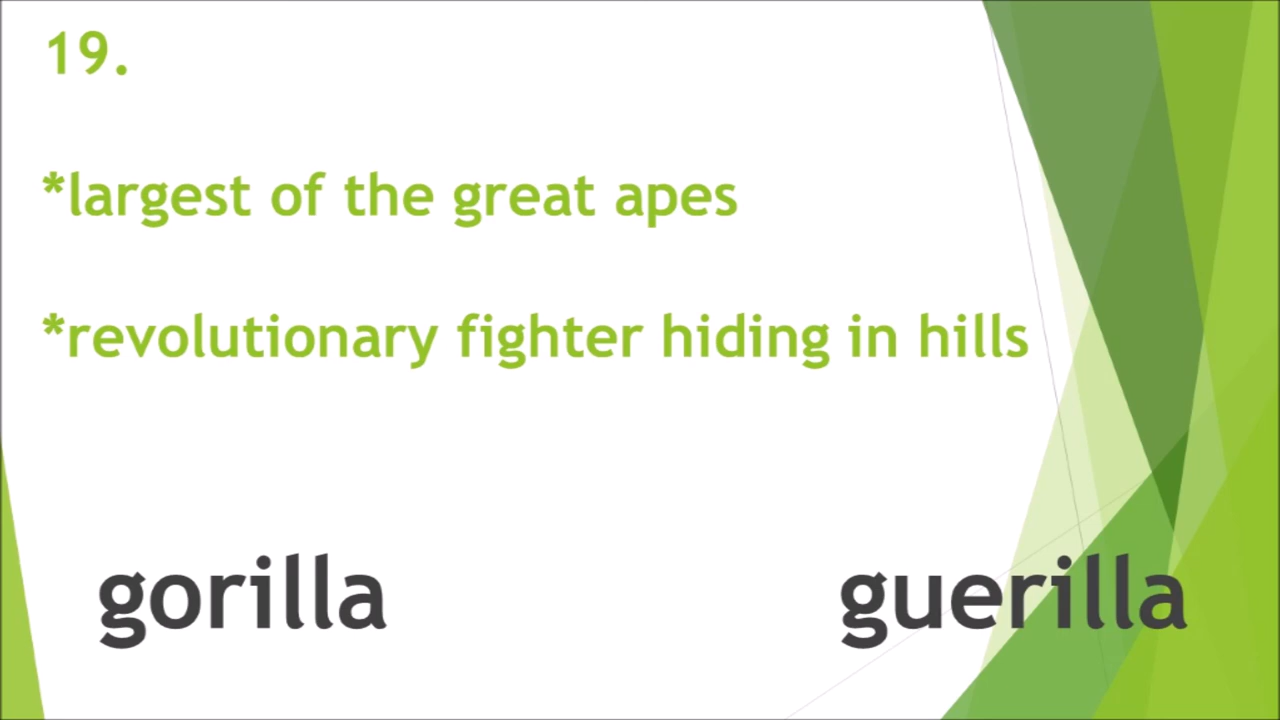 19.
*largest of the great apes
*revolutionary fighter hiding in hills
gorilla guerilla